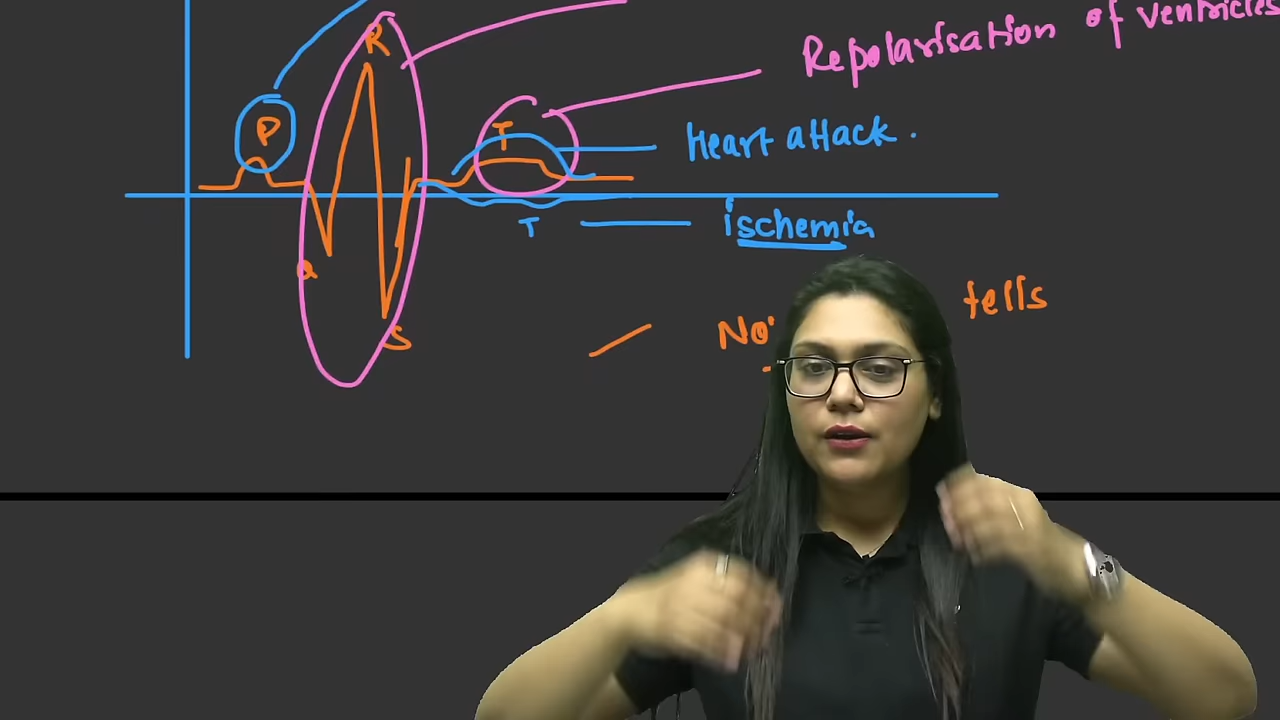 R
Repolarisation of ventricles
P
T
Heart attack.
T
ischemia
Q
tells
S